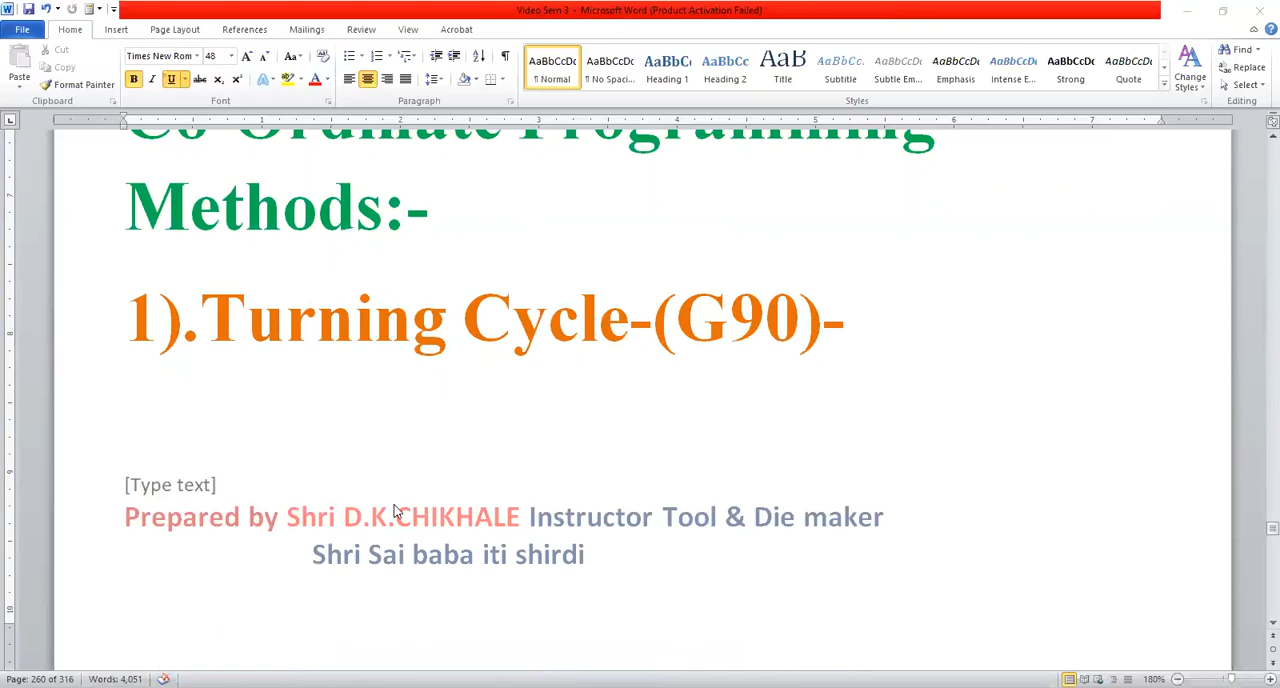 Video Sem 3 - Microsoft Word (Product Activation Failed)
File Home Insert Page Layout References Mailings Review View Acrobat
Paste
Cut
Copy
Format Painter
Clipboard
Times New Rom 48
Font
Paragraph
AaBbCcDc AaBbCcDc AaBbC AaBbCc AaB AaBbCc. AaBbCcDc AaBbCcDc AaBbCcDc AaBbCcDc AaBbCcDc
¶ Normal ¶ No Spaci... Heading 1 Heading 2 Title Subtitle Subtle Em... Emphasis Intense E... Strong Quote
Change Styles
Styles
Find
Replace
Select
Editing
Co-Ordinate Programming
Methods:-
1).Turning Cycle-(G90)-
[Type text]
Prepared by Shri D.K.CHIKHALE Instructor Tool & Die maker
Shri Sai baba iti shirdi
Page: 260 of 316 Words: 4,051 180%